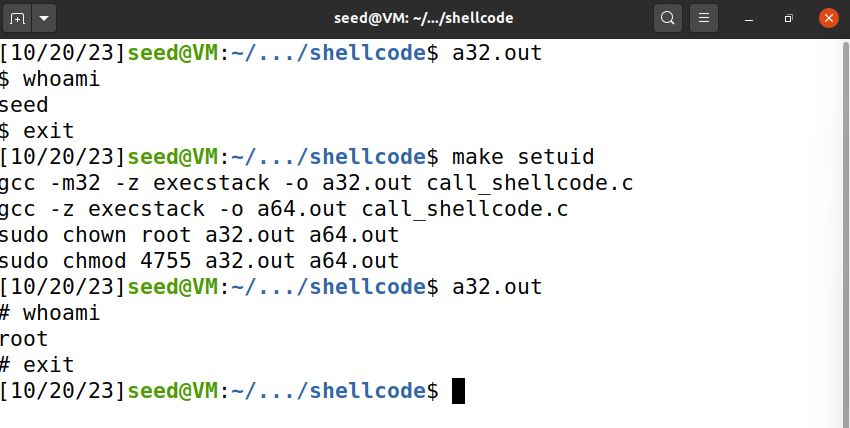 seed@VM: ~/.../shellcode
[10/20/23]seed@VM:~/.../shellcode$ a32.out
$ whoami
seed
$ exit
[10/20/23]seed@VM:~/.../shellcode$ make setuid
gcc -m32 -z execstack -o a32.out call_shellcode.c
gcc -z execstack -o a64.out call_shellcode.c
sudo chown root a32.out a64.out
sudo chmod 4755 a32.out a64.out
[10/20/23]seed@VM:~/.../shellcode$ a32.out
# whoami
root
# exit
[10/20/23]seed@VM:~/.../shellcode$